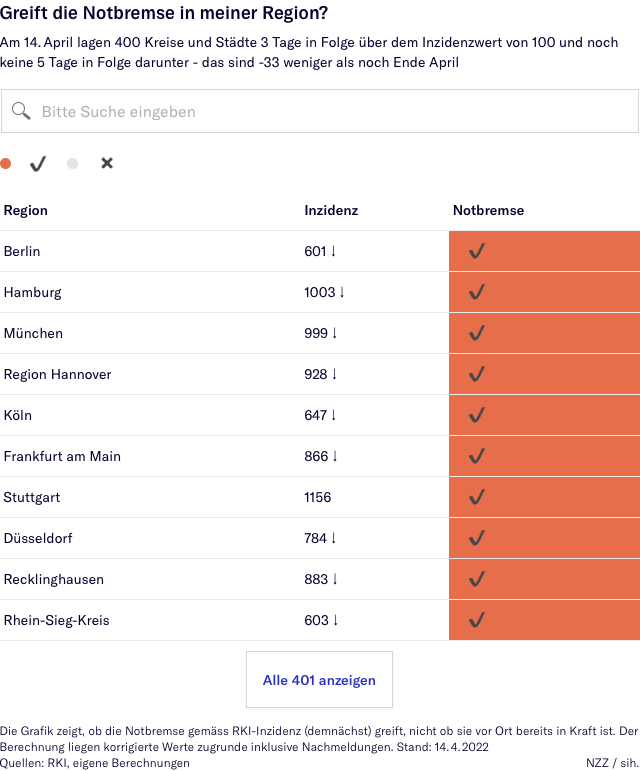 Greift die Notbremse in meiner Region?
Am 14. April lagen 400 Kreise und Städte 3 Tage in Folge über dem Inzidenzwert von 100 und noch
keine 5 Tage in Folge darunter - das sind -33 weniger als noch Ende April
Bitte Suche eingeben
✔ ✖
Region Inzidenz Notbremse
Berlin 601 ↓ ✔
Hamburg 1003 ↓ ✔
München 999 ↓ ✔
Region Hannover 928 ↓ ✔
Köln 647 ↓ ✔
Frankfurt am Main 866 ↓ ✔
Stuttgart 1156 ✔
Düsseldorf 784 ↓ ✔
Recklinghausen 883 ↓ ✔
Rhein-Sieg-Kreis 603 ↓ ✔
Alle 401 anzeigen
Die Grafik zeigt, ob die Notbremse gemäss RKI-Inzidenz (demnächst) greift, nicht ob sie vor Ort bereits in Kraft ist. Der
Berechnung liegen korrigierte Werte zugrunde inklusive Nachmeldungen. Stand: 14.4.2022
Quellen: RKI, eigene Berechnungen NZZ / sih.